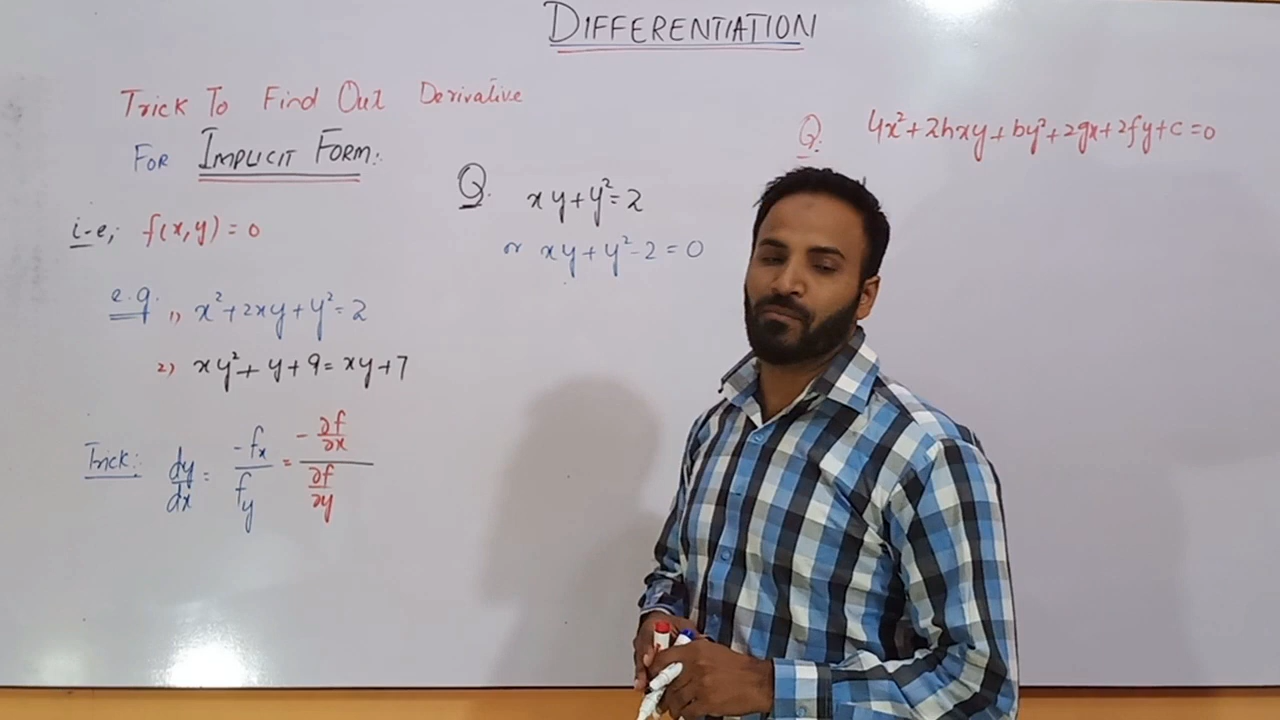 DIFFERENTIATION
Trick To Find Out Derivative
For IMPLICIT FORM:
i-e, f(x,y) = 0
e.g. 1) x² + 2xy + y² = 2
2) xy² + y + 9 = xy + 7
Trick: dy/dx = -fx/fy = -∂f/∂x / ∂f/∂y
Q. xy + y² = 2
or xy + y² - 2 = 0
Q. 4x² + 2hxy + by² + 2gx + 2fy + c = 0